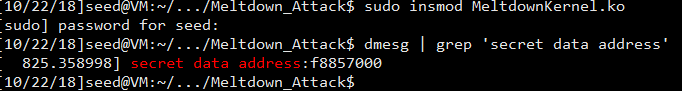 [10/22/18]seed@VM:~/.../Meltdown_Attack$ sudo insmod MeltdownKernel.ko
[sudo] password for seed:
[10/22/18]seed@VM:~/.../Meltdown_Attack$ dmesg | grep 'secret data address'
[  825.358998] secret data address:f8857000
[10/22/18]seed@VM:~/.../Meltdown_Attack$